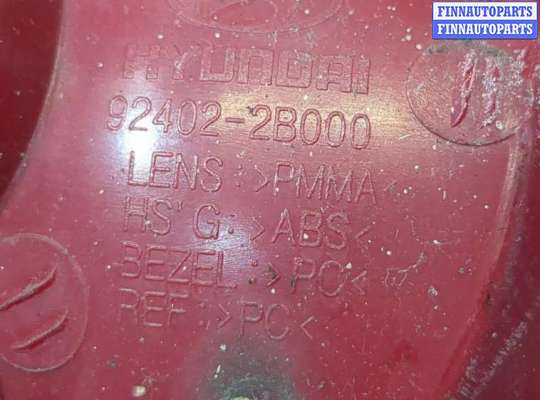 FINNAUTOPARTS
FINNAUTOPARTS
HYUNDAI
92402-2B000
LENS:>PMMA<
HS'G:>ABS<
BEZEL:>PC<
REF:>PC<